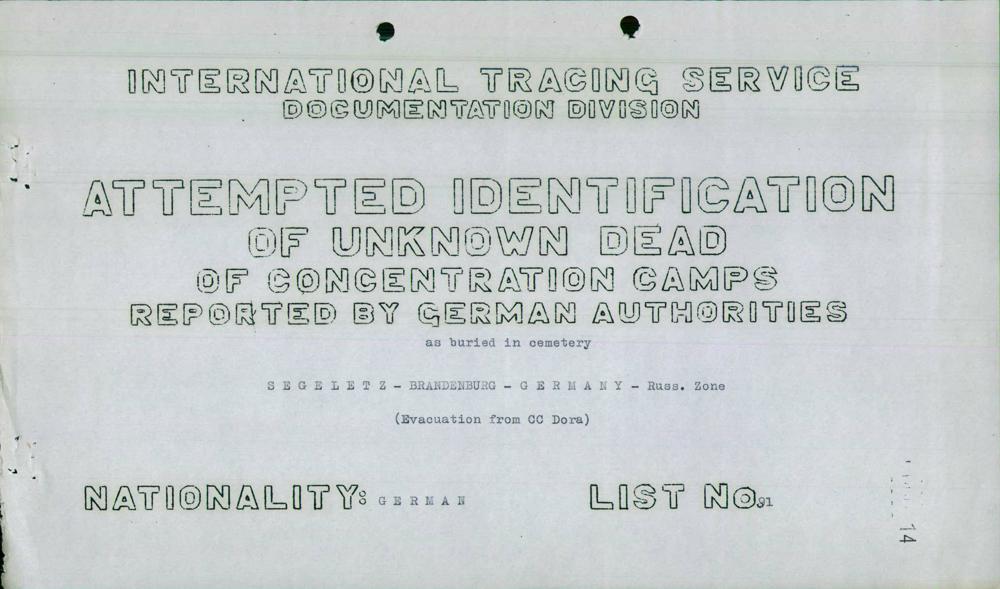 INTERNATIONAL TRACING SERVICE
DOCUMENTATION DIVISION
ATTEMPTED IDENTIFICATION
OF UNKNOWN DEAD
OF CONCENTRATION CAMPS
REPORTED BY GERMAN AUTHORITIES
as buried in cemetery
S E G E L E T Z - BRANDENBURG - G E R M A N Y - Russ. Zone
(Evacuation from CC Dora)
NATIONALITY: G E R M A N LIST No. 91
14